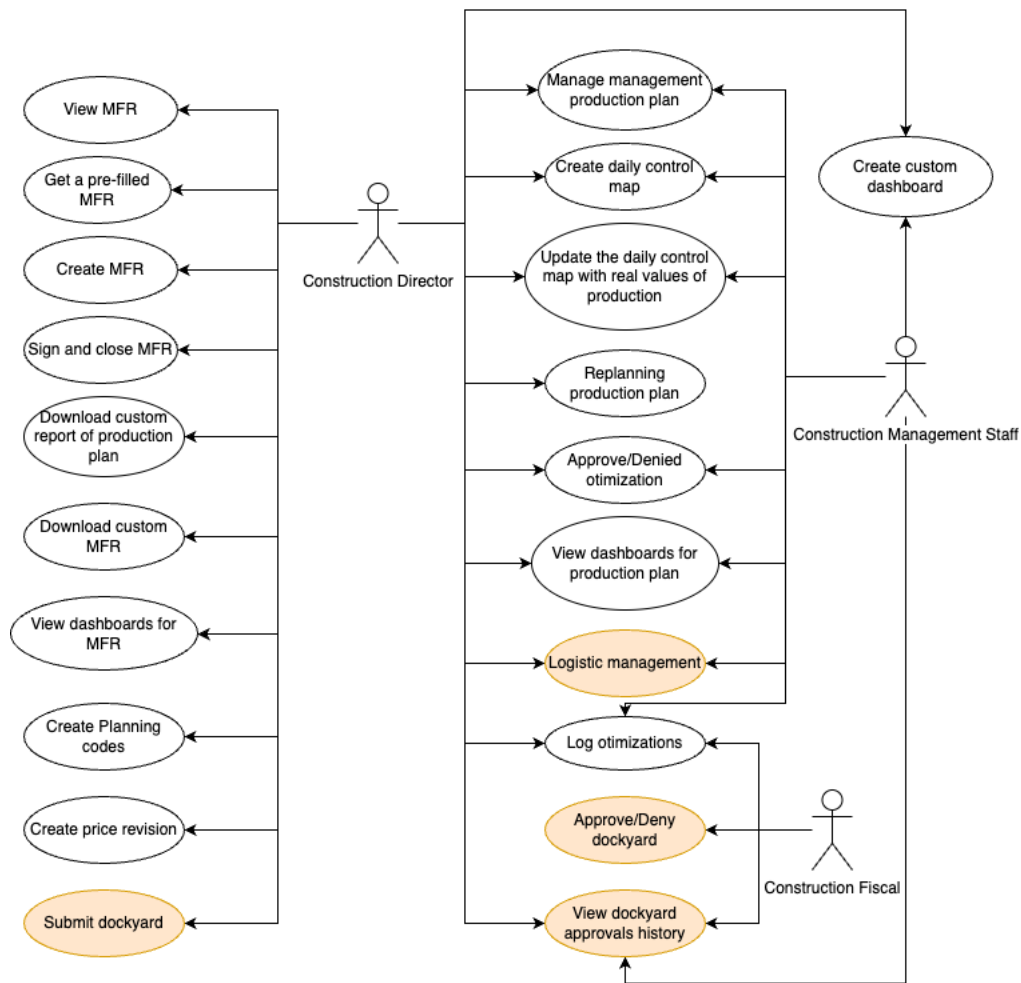 View MFR
Get a pre-filled
MFR
Create MFR
Sign and close MFR
Download custom
report of production
plan
Download custom
MFR
View dashboards for
MFR
Create Planning
codes
Create price revision
Submit dockyard
Construction Director
Manage management
production plan
Create daily control
map
Update the daily control
map with real values of
production
Replanning
production plan
Approve/Denied
otimization
View dashboards for
production plan
Logistic management
Log otimizations
Approve/Deny
dockyard
View dockyard
approvals history
Create custom
dashboard
Construction Management Staff
Construction Fiscal